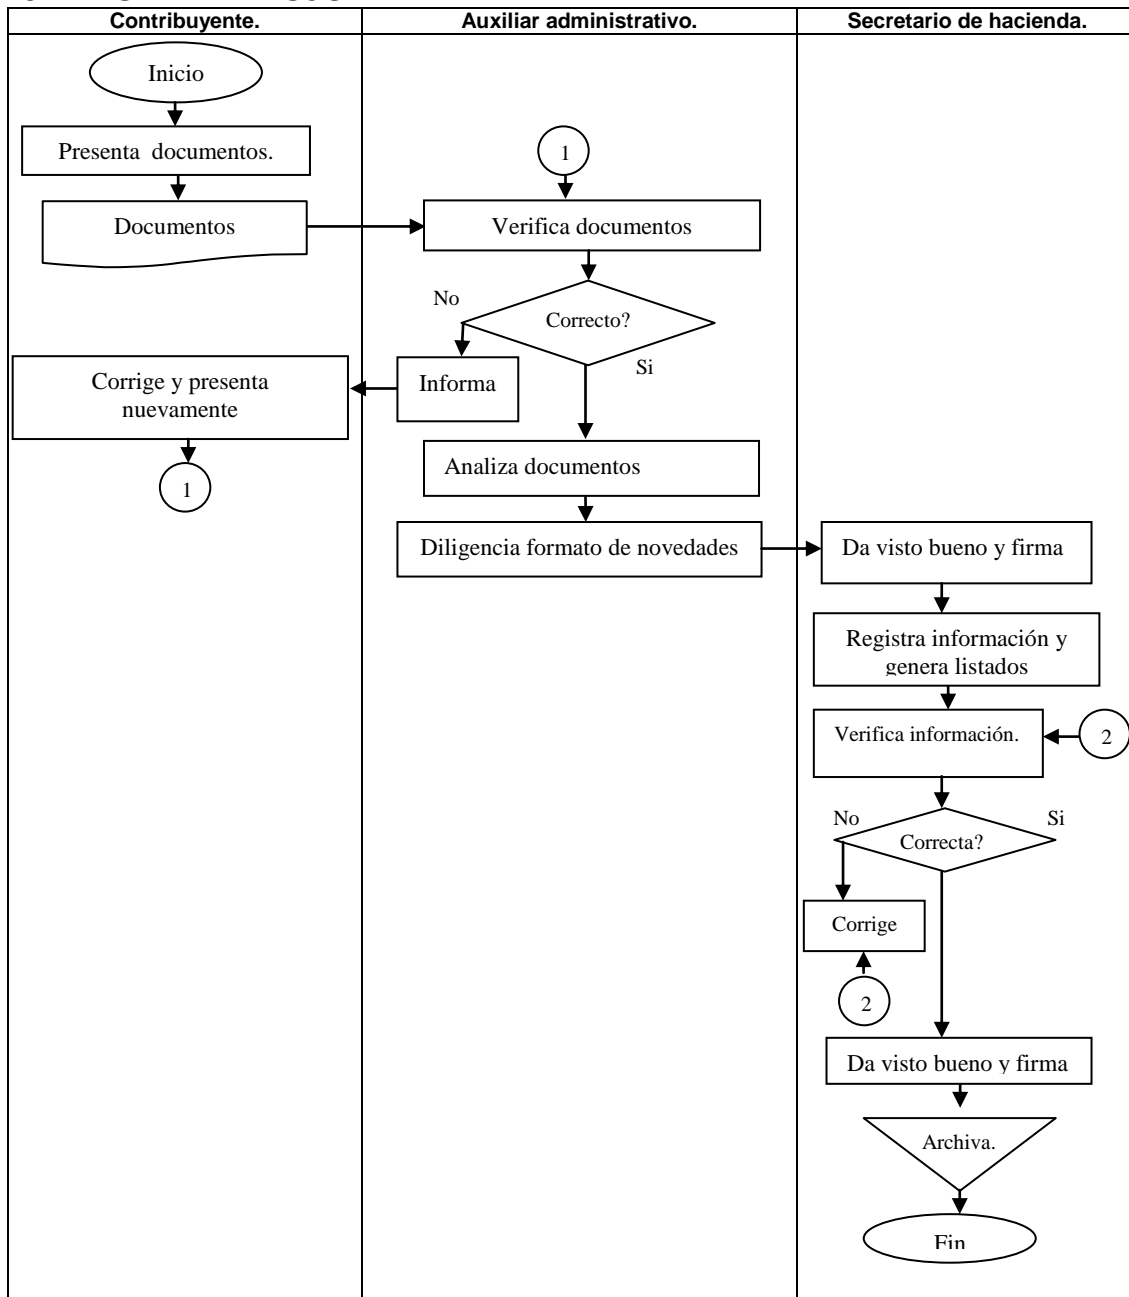 Contribuyente.
Auxiliar administrativo.
Secretario de hacienda.
Inicio
Presenta documentos.
Documentos
1
Verifica documentos
No
Correcto?
Si
Informa
Corrige y presenta
nuevamente
1
Analiza documentos
Diligencia formato de novedades
Da visto bueno y firma
Registra información y
genera listados
Verifica información.
2
No
Si
Correcta?
Corrige
2
Da visto bueno y firma
Archiva.
Fin